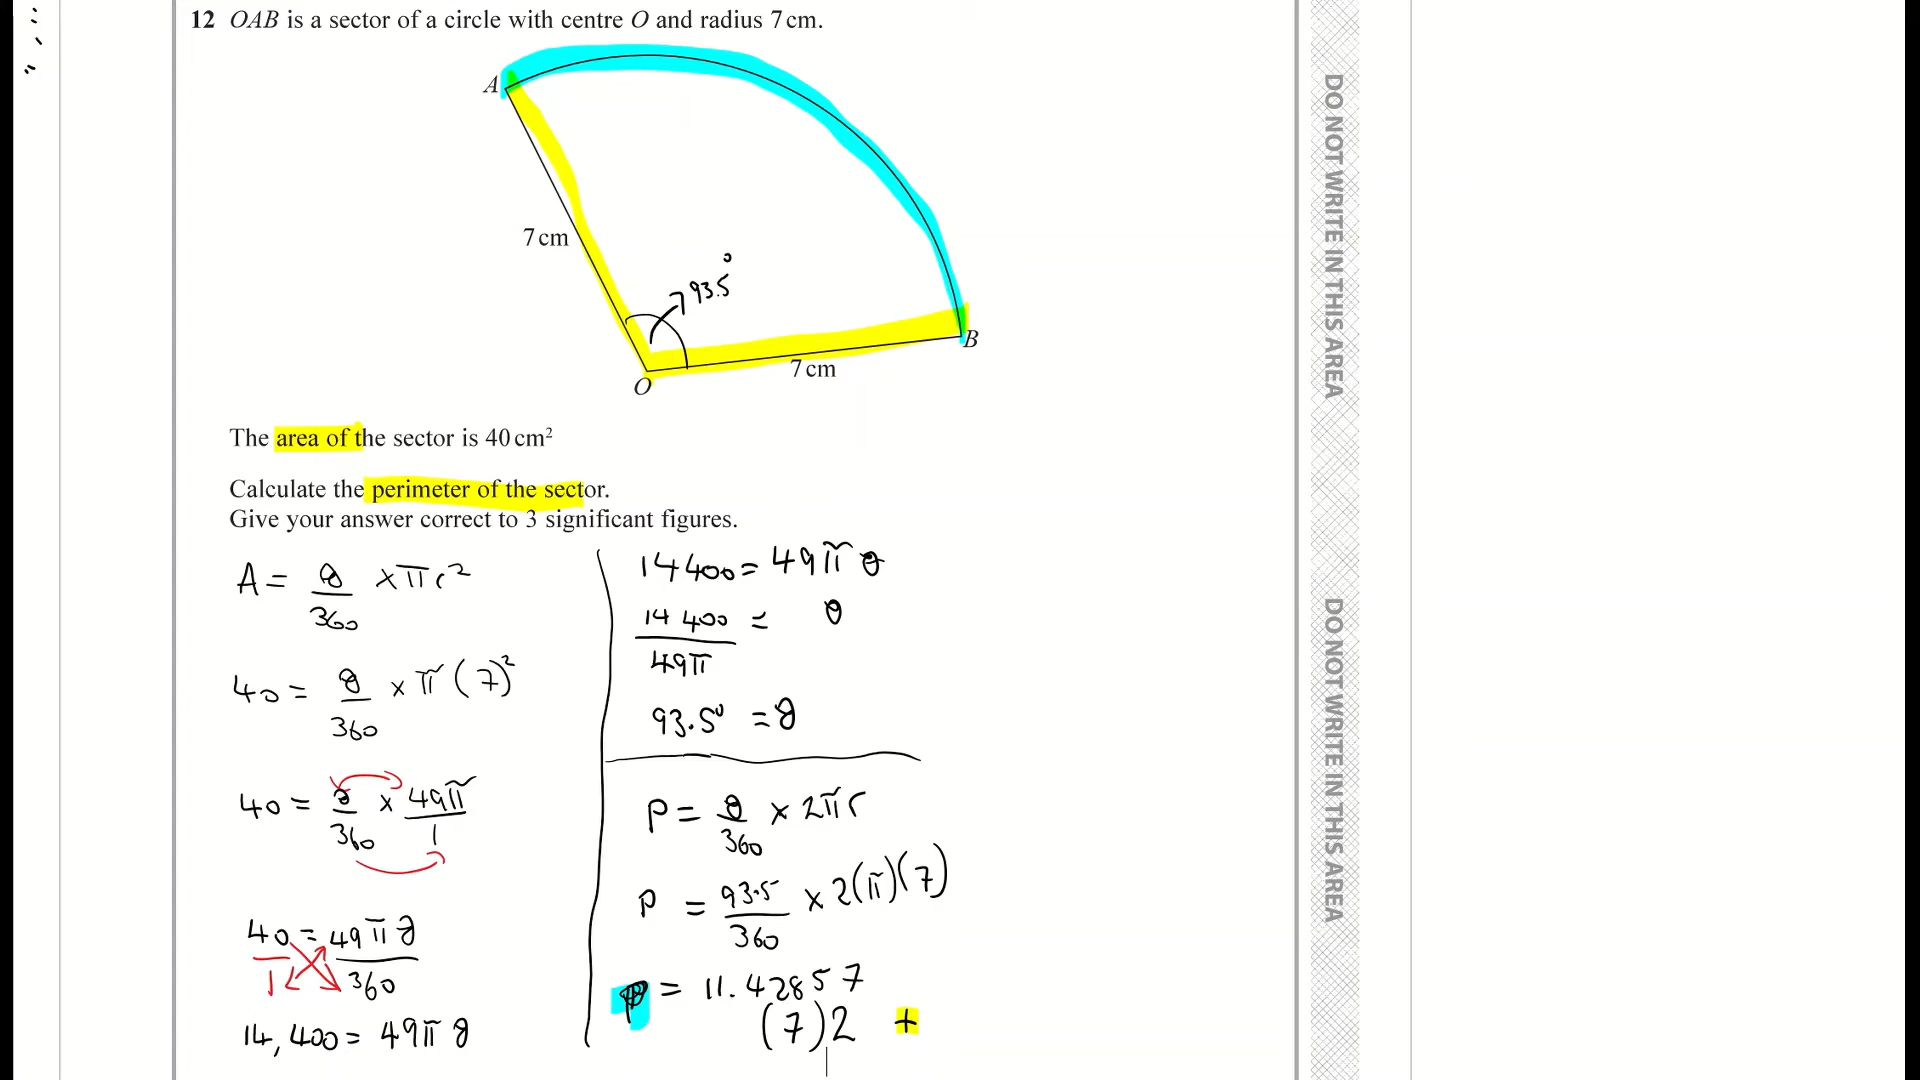 12 OAB is a sector of a circle with centre O and radius 7 cm.
A
7 cm
93.5°
B
7 cm
O
The area of the sector is 40 cm²
Calculate the perimeter of the sector.
Give your answer correct to 3 significant figures.
A = θ/360 × πr²
40 = θ/360 × π(7)²
40 = θ/360 × 49π/1
40/1 = 49πθ/360
14,400 = 49πθ
14400 = 49πθ
14400/49π = θ
93.5° = θ
P = θ/360 × 2πr
P = 93.5/360 × 2(π)(7)
P = 11.42857
(7)2 +
DO NOT WRITE IN THIS AREA
DO NOT WRITE IN THIS AREA